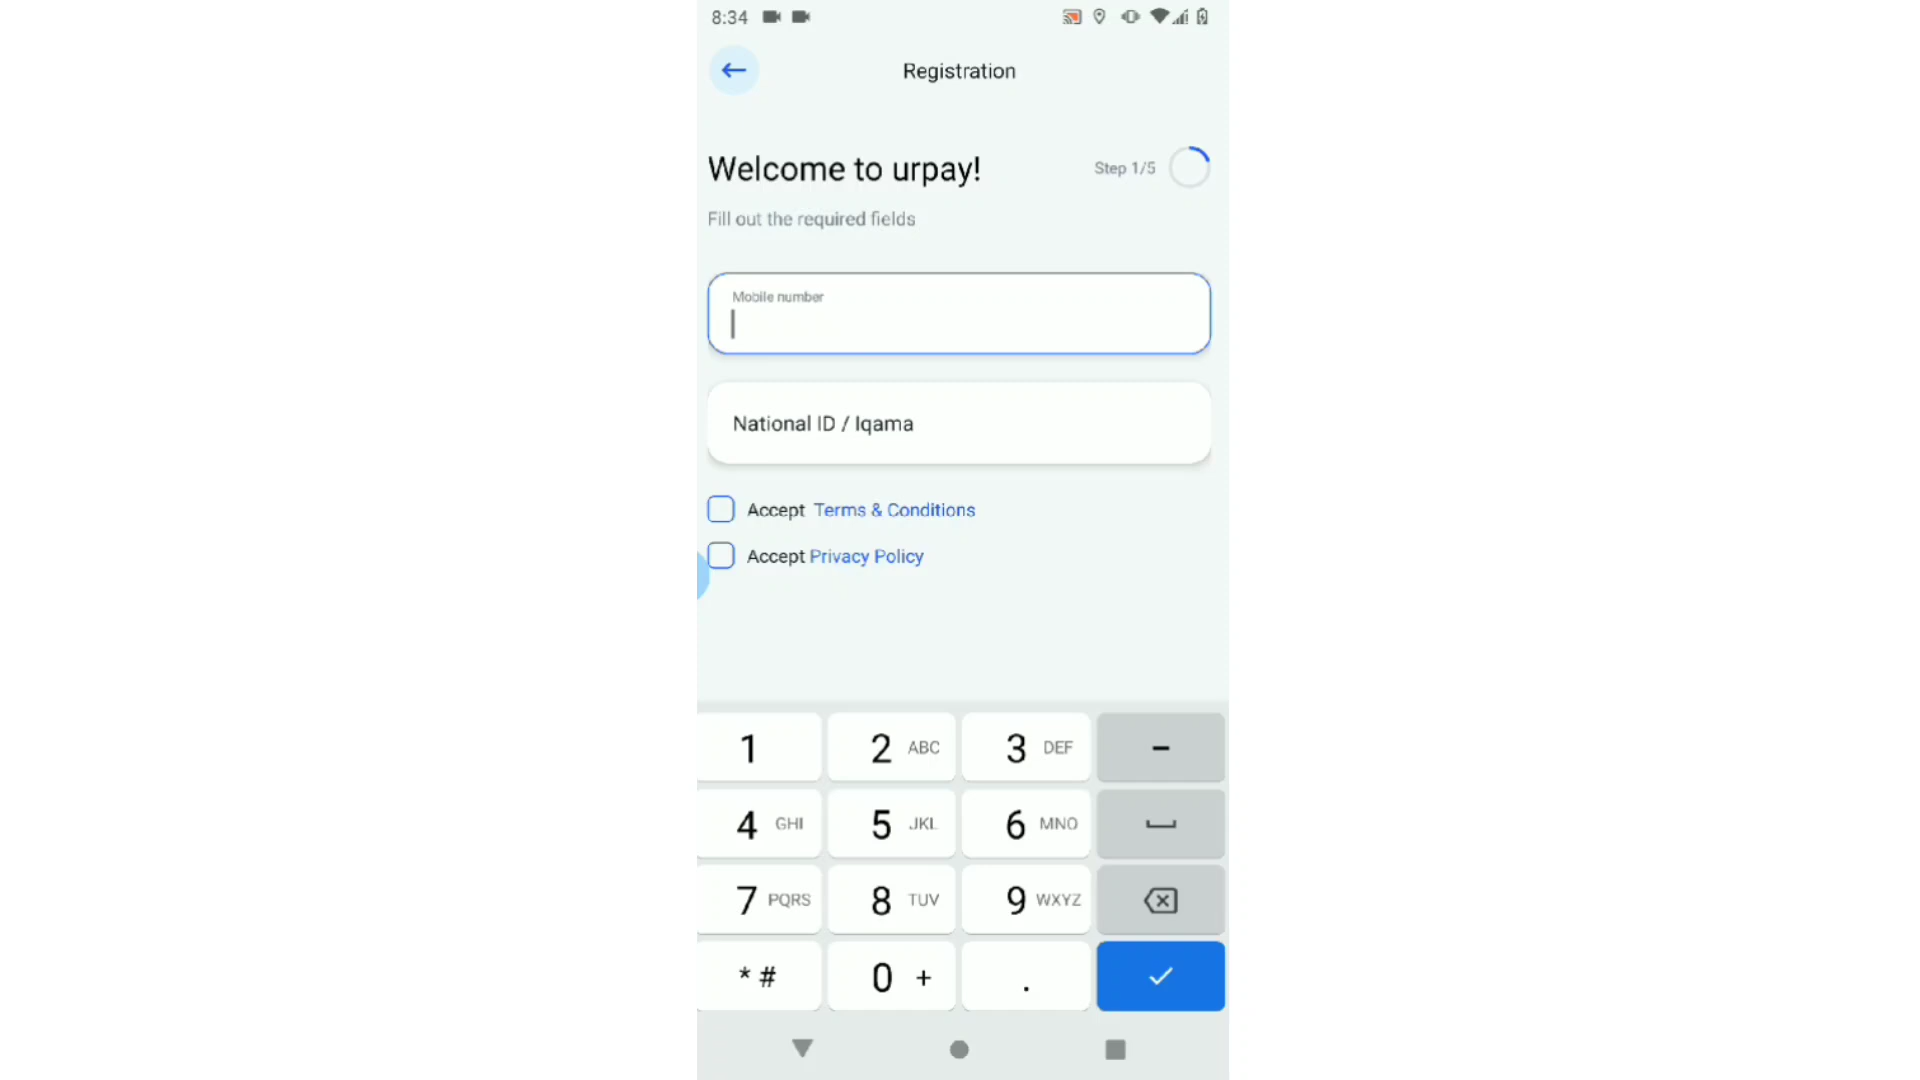 8:34
Registration
Welcome to urpay!
Step 1/5
Fill out the required fields
Mobile number
National ID / Iqama
Accept Terms & Conditions
Accept Privacy Policy
1 2 ABC 3 DEF -
4 GHI 5 JKL 6 MNO
7 PQRS 8 TUV 9 WXYZ
* # 0 + .